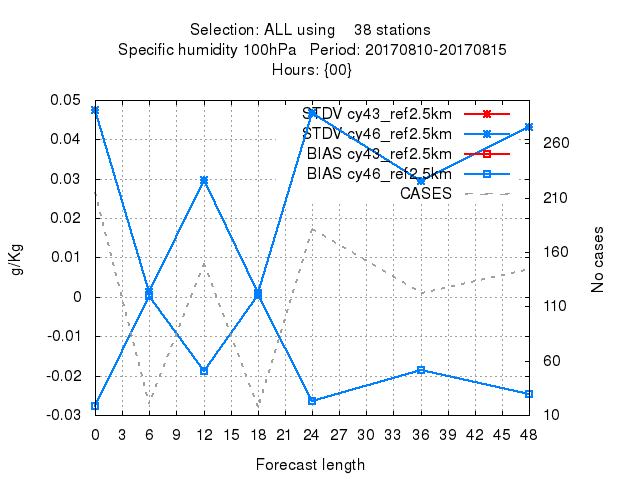 Selection: ALL using    38 stations
Specific humidity 100hPa   Period: 20170810-20170815
Hours: {00}
STDV cy43_ref2.5km
STDV cy46_ref2.5km
BIAS cy43_ref2.5km
BIAS cy46_ref2.5km
CASES
g/Kg
0.05
0.04
0.03
0.02
0.01
0
-0.01
-0.02
-0.03
No cases
260
210
160
110
60
10
0 3 6 9 12 15 18 21 24 27 30 33 36 39 42 45 48
Forecast length